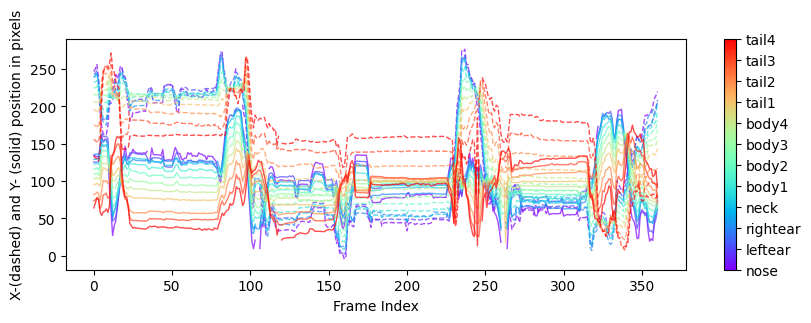 X-(dashed) and Y- (solid) position in pixels
250
200
150
100
50
0
0
50
100
150
200
250
300
350
Frame Index
tail4
tail3
tail2
tail1
body4
body3
body2
body1
neck
rightear
leftear
nose